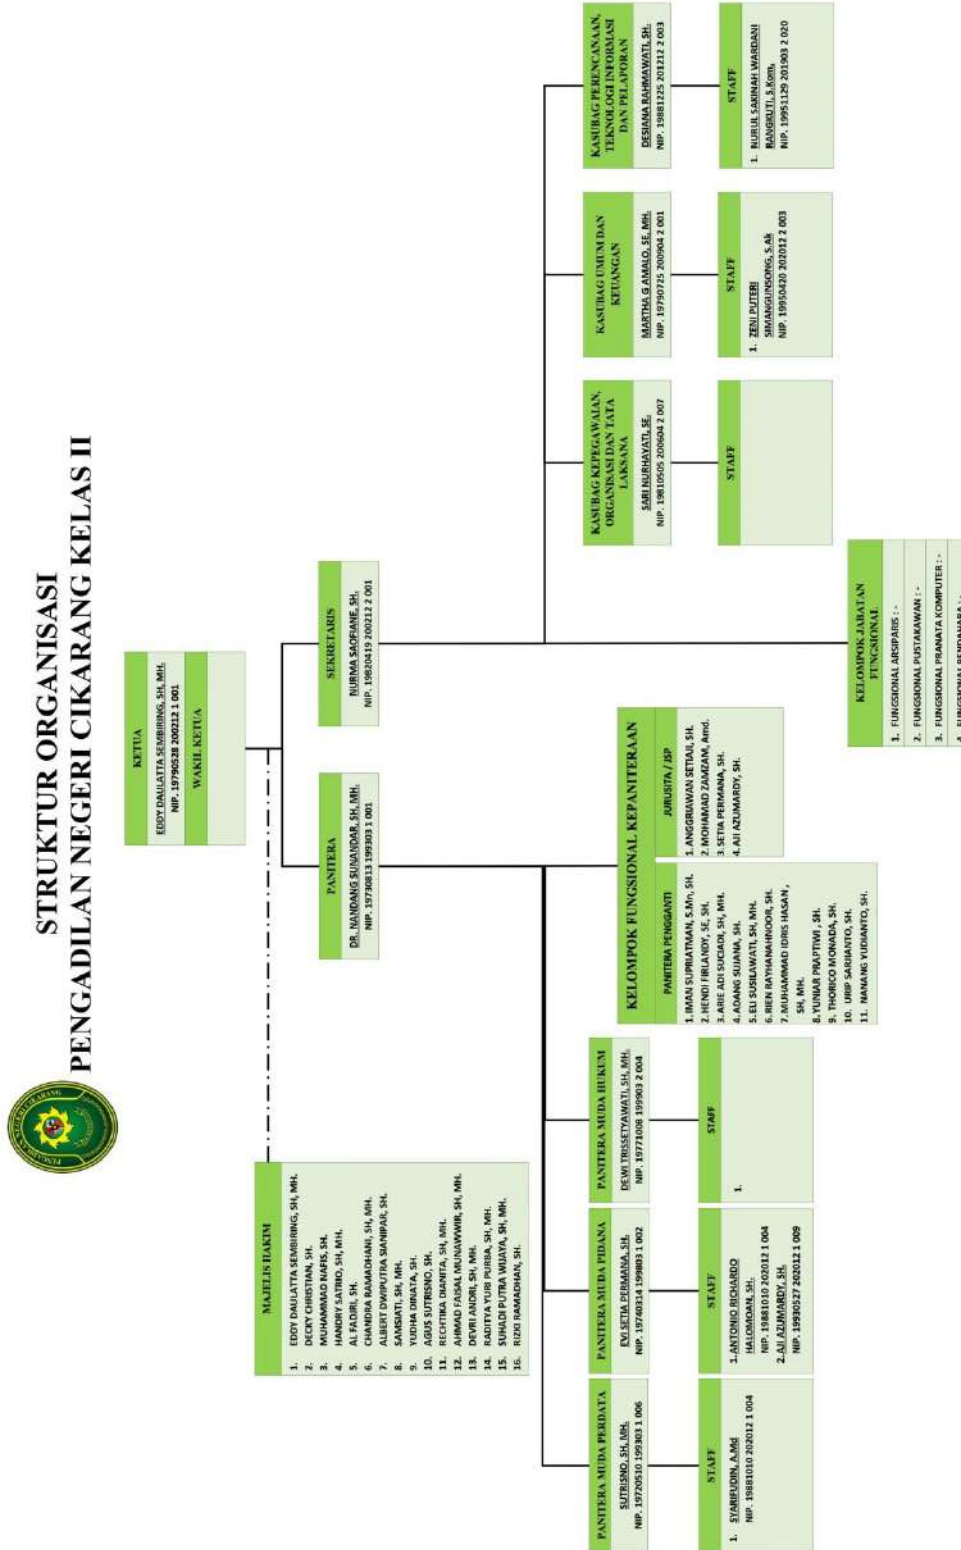 STRUKTUR ORGANISASI
PENGADILAN NEGERI CIKARANG KELAS II
PENGADILAN NEGERI CIKARANG
KETUA
EDDY DAULATTA SEMBIRING, SH, MH.
NIP. 19790528 200212 1 001
WAKIL KETUA
MAJELIS HAKIM
1. EDDY DAULATTA SEMBIRING, SH, MH.
2. DECKY CHRISTIAN, SH.
3. MUHAMMAD NAFIS, SH.
4. HANDRY SATRIO, SH, MH.
5. AL FADJRI, SH.
6. CHANDRA RAMADHANI, SH, MH.
7. ALBERT DWIPUTRA SIANIPAR, SH.
8. SAMSIATI, SH, MH.
9. YUDHA DINATA, SH.
10. AGUS SUTRISNO, SH.
11. RECHTIKA DIANITA, SH, MH.
12. AHMAD FAISAL MUNAWWIR, SH, MH.
13. DEVRI ANDRI, SH, MH.
14. RADITYA YURI PURBA, SH, MH.
15. SUHADI PUTRA WIJAYA, SH, MH.
16. RIZKI RAMADHAN, SH.
PANITERA
DR. NANDANG SUNANDAR, SH, MH.
NIP. 19730813 199303 1 001
SEKRETARIS
NURMA SAOFIANE, SH.
NIP. 19820419 200212 2 001
PANITERA MUDA PERDATA
SUTRISNO, SH, MH.
NIP. 19720510 199303 1 006
STAFF
1. SYARIFUDIN, A.Md
NIP. 19881010 202012 1 004
PANITERA MUDA PIDANA
EVI SETIA PERMANA, SH.
NIP. 19740314 199803 1 002
STAFF
1. ANTONIO RICHARDO
HALOMOAN, SH.
NIP. 19881010 202012 1 004
2. AJI AZUMARDY, SH.
NIP. 19930527 202012 1 009
PANITERA MUDA HUKUM
DEWI TRISSETYAWATI, SH, MH.
NIP. 19771008 199903 2 004
STAFF
1.
KELOMPOK FUNGSIONAL KEPANITERAAN
PANITERA PENGGANTI
1. IMAN SUPRIATMAN, S.Mn, SH.
2. HENDI FIRLANDY, SE, SH.
3. ARIE ADI SUCIADI, SH, MH.
4. ADANG SUJANA, SH.
5. ELI SUSILAWATI, SH, MH.
6. RIEN RAYHANAHNOOR, SH.
7. MUHAMMAD IDRIS HASAN ,
SH, MH.
8. YUNIAR PRAPTIWI , SH.
9. THORICO MONADA, SH.
10. URIP SARJIANTO, SH.
11. NANANG YUDIANTO, SH.
JURUSITA / JSP
1. ANGGRIAWAN SETIAJI, SH.
2. MOHAMAD ZAMZAM, Amd.
3. SETIA PERMANA, SH.
4. AJI AZUMARDY, SH.
KASUBAG KEPEGAWAIAN,
ORGANISASI DAN TATA
LAKSANA
SARI NURHAYATI, SE.
NIP. 19810505 200604 2 007
STAFF
KASUBAG UMUM DAN
KEUANGAN
MARTHA G AMALO, SE, MH.
NIP. 19790725 200904 2 001
STAFF
1. ZENI PUTERI
SIMANGUNSONG, S.Ak
NIP. 19950420 202012 2 003
KASUBAG PERENCANAAN,
TEKNOLOGI INFORMASI
DAN PELAPORAN
DESIANA RAHMAWATI, SH.
NIP. 19881225 201212 2 003
STAFF
1. NURUL SAKINAH WARDANI
RANGKUTI, S.Kom,
NIP. 19951129 201903 2 020
KELOMPOK JABATAN
FUNGSIONAL
1. FUNGSIONAL ARSIPARIS : -
2. FUNGSIONAL PUSTAKAWAN : -
3. FUNGSIONAL PRANATA KOMPUTER : -
4. FUNGSIONAL BENDAHARA : -